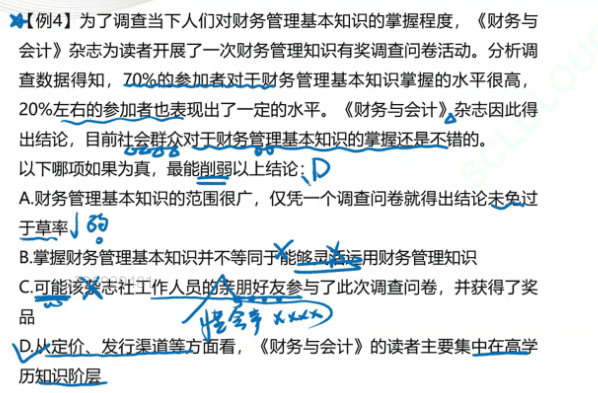 【例4】为了调查当下人们对财务管理基本知识的掌握程度，《财务与
会计》杂志为读者开展了一次财务管理知识有奖调查问卷活动。分析调
查数据得知，70%的参加者对于财务管理基本知识掌握的水平很高，
20%左右的参加者也表现出了一定的水平。《财务与会计》杂志因此得
出结论，目前社会群众对于财务管理基本知识的掌握还是不错的。
以下哪项如果为真，最能削弱以上结论：D
A.财务管理基本知识的范围很广，仅凭一个调查问卷就得出结论未免过
于草率 弱
B.掌握财务管理基本知识并不等同于能够灵活运用财务管理知识
C.可能该杂志社工作人员的亲朋好友参与了此次调查问卷，并获得了奖
品
D.从定价、发行渠道等方面看，《财务与会计》的读者主要集中在高学
历知识阶层